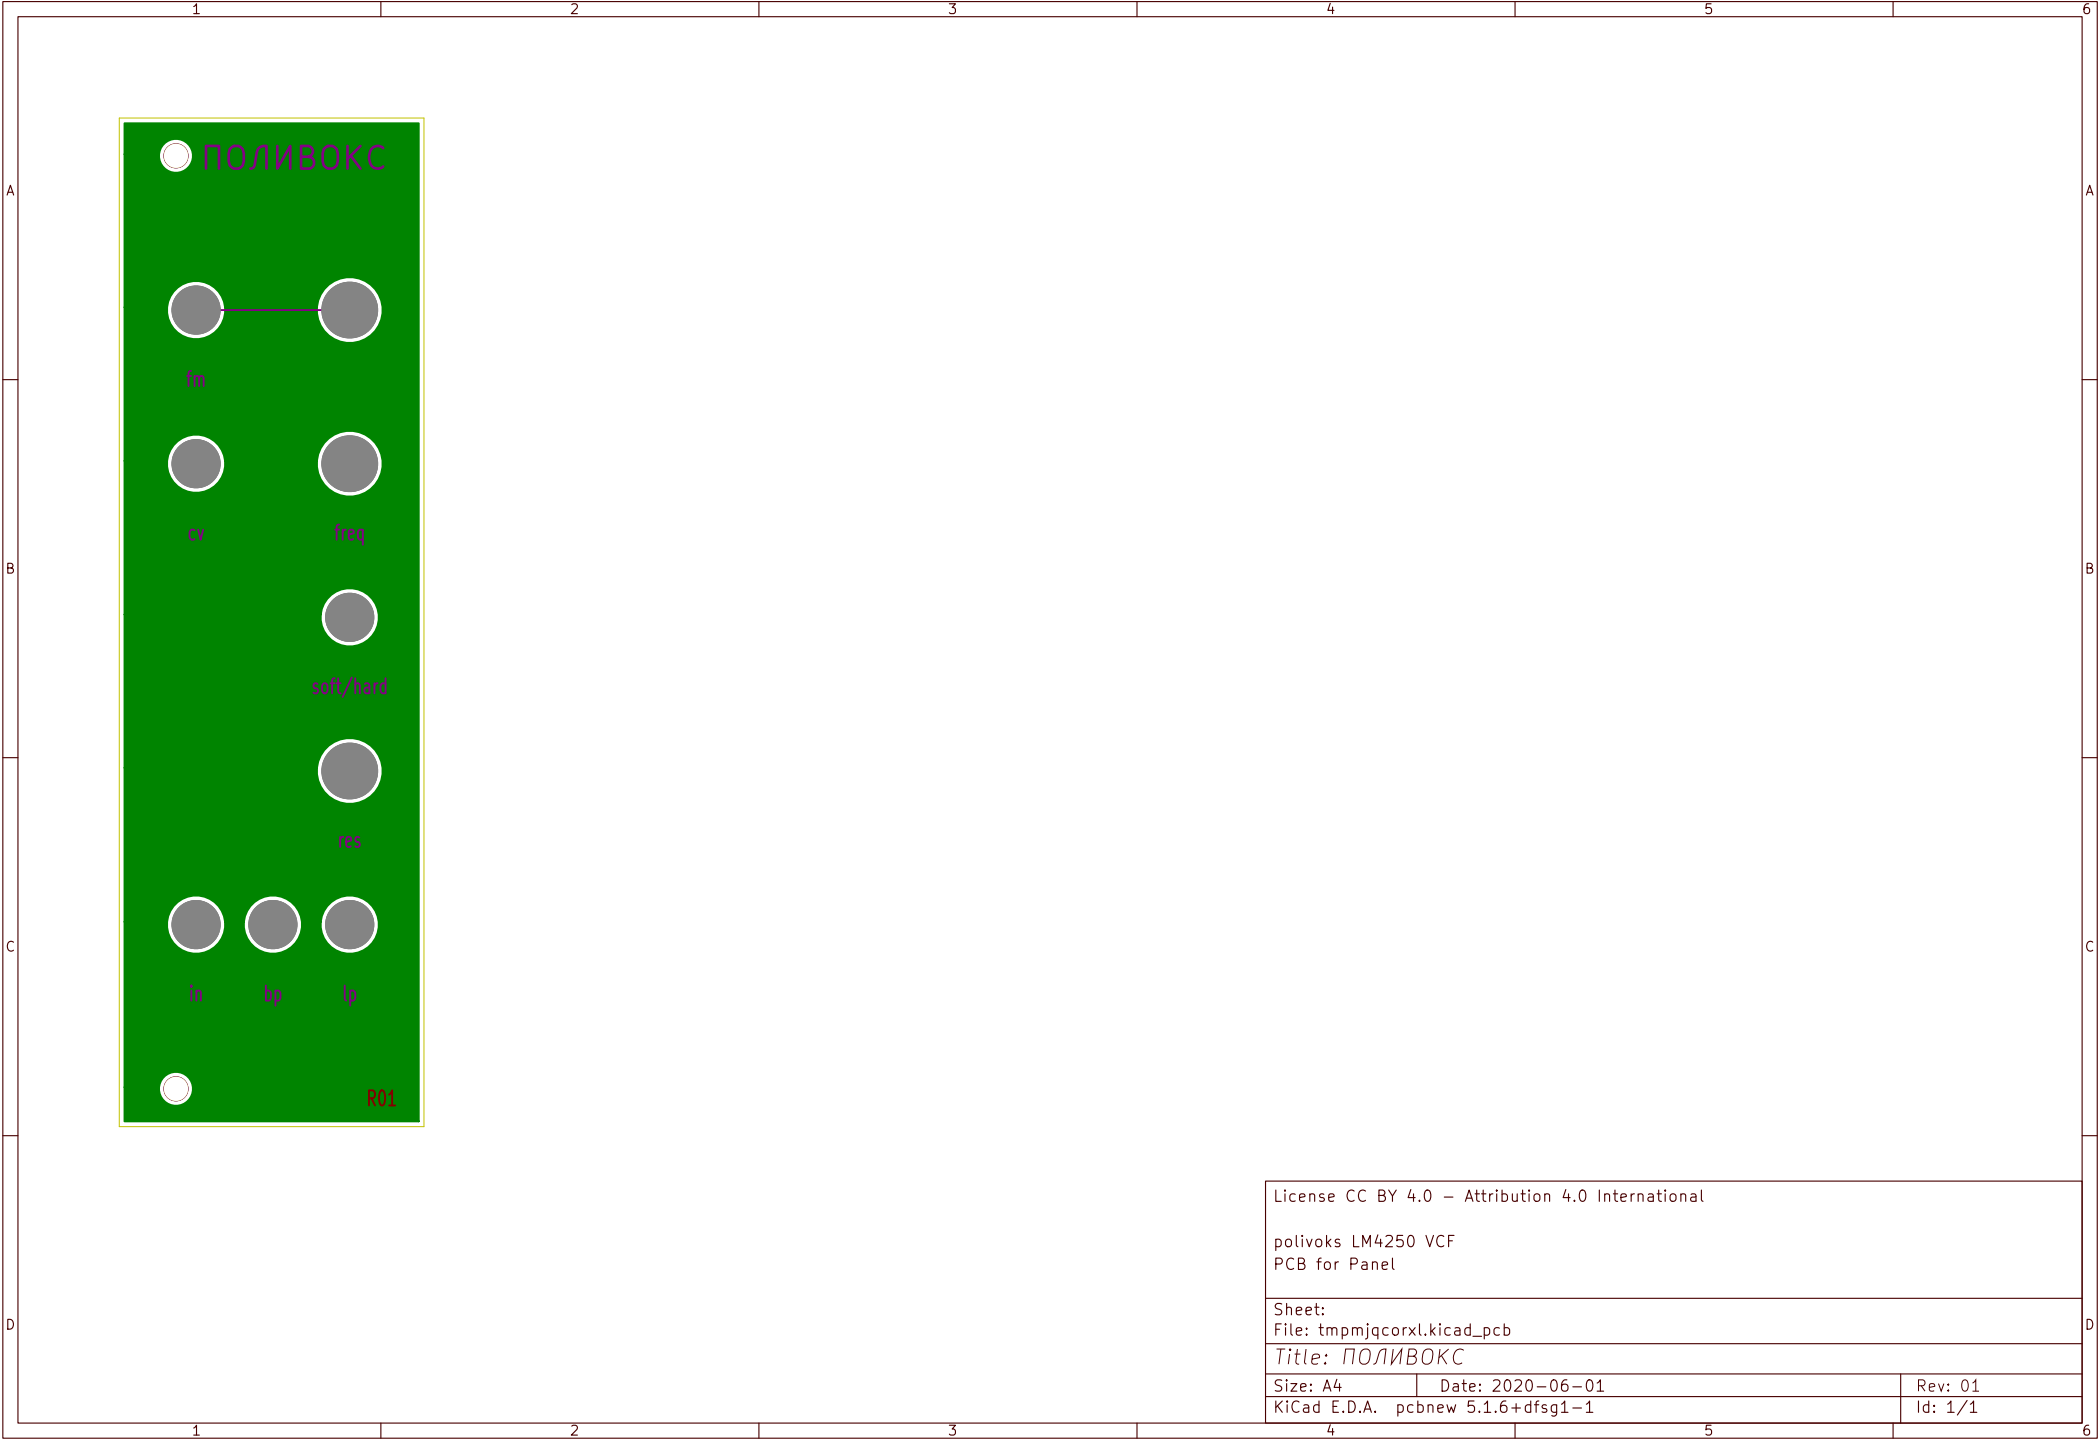 1 2 3 4 5 6
ПОЛИВОКС
A A
fm
cv freq
B B
soft/hard
res
C C
in bp lp
R01
License CC BY 4.0 – Attribution 4.0 International
polivoks LM4250 VCF
PCB for Panel
Sheet:
File: tmpmjqcorxl.kicad_pcb
D D
Title: ПОЛИВОКС
Size: A4 Date: 2020-06-01 Rev: 01
KiCad E.D.A. pcbnew 5.1.6+dfsg1-1 Id: 1/1
1 2 3 4 5 6